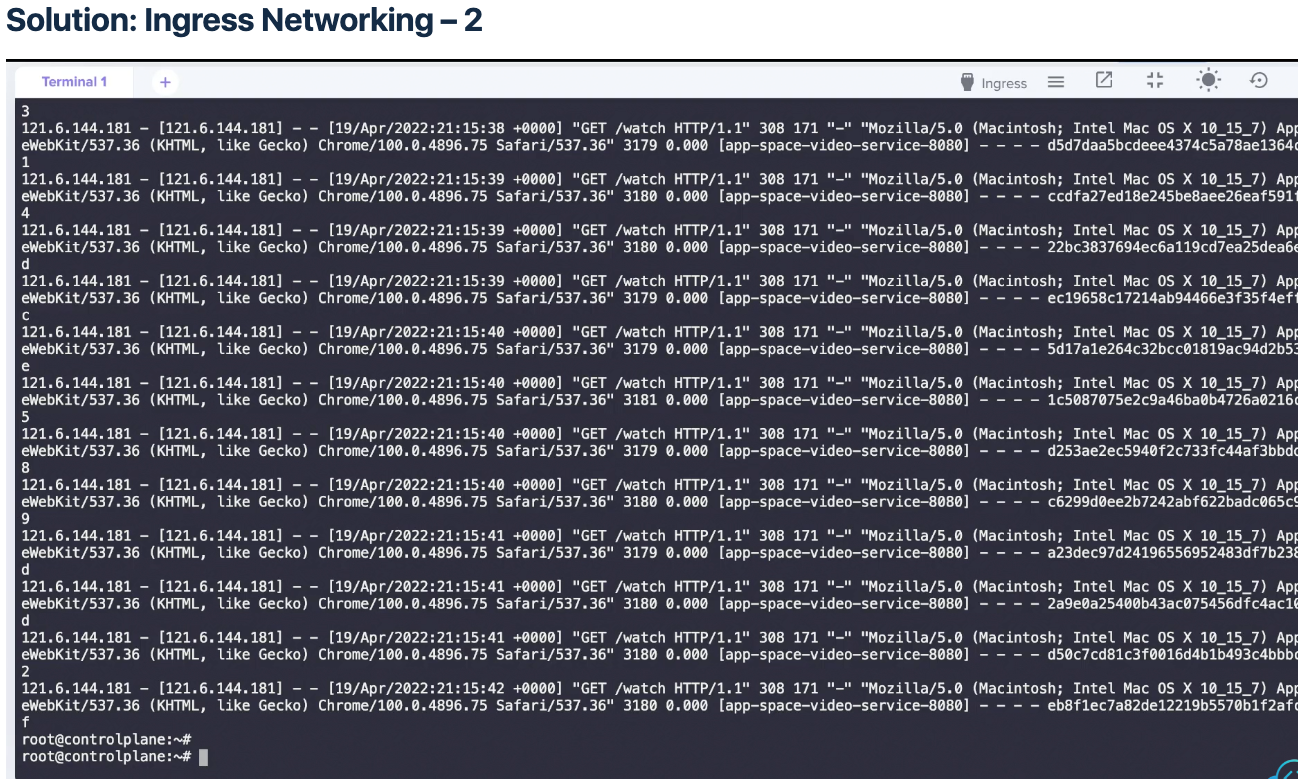 Solution: Ingress Networking – 2
Terminal 1 +
Ingress
3
121.6.144.181 – [121.6.144.181] – – [19/Apr/2022:21:15:38 +0000] "GET /watch HTTP/1.1" 308 171 "–" "Mozilla/5.0 (Macintosh; Intel Mac OS X 10_15_7) App
eWebKit/537.36 (KHTML, like Gecko) Chrome/100.0.4896.75 Safari/537.36" 3179 0.000 [app-space-video-service-8080] – – – – d5d7daa5bcdeee4374c5a78ae1364
1
121.6.144.181 – [121.6.144.181] – – [19/Apr/2022:21:15:39 +0000] "GET /watch HTTP/1.1" 308 171 "–" "Mozilla/5.0 (Macintosh; Intel Mac OS X 10_15_7) App
eWebKit/537.36 (KHTML, like Gecko) Chrome/100.0.4896.75 Safari/537.36" 3180 0.000 [app-space-video-service-8080] – – – – ccdfa27ed18e245be8aee26eaf591f
4
121.6.144.181 – [121.6.144.181] – – [19/Apr/2022:21:15:39 +0000] "GET /watch HTTP/1.1" 308 171 "–" "Mozilla/5.0 (Macintosh; Intel Mac OS X 10_15_7) App
eWebKit/537.36 (KHTML, like Gecko) Chrome/100.0.4896.75 Safari/537.36" 3180 0.000 [app-space-video-service-8080] – – – – 22bc3837694ec6a119cd7ea25dea6e
d
121.6.144.181 – [121.6.144.181] – – [19/Apr/2022:21:15:39 +0000] "GET /watch HTTP/1.1" 308 171 "–" "Mozilla/5.0 (Macintosh; Intel Mac OS X 10_15_7) App
eWebKit/537.36 (KHTML, like Gecko) Chrome/100.0.4896.75 Safari/537.36" 3179 0.000 [app-space-video-service-8080] – – – – ec19658c17214ab94466e3f35f4eff
c
121.6.144.181 – [121.6.144.181] – – [19/Apr/2022:21:15:40 +0000] "GET /watch HTTP/1.1" 308 171 "–" "Mozilla/5.0 (Macintosh; Intel Mac OS X 10_15_7) App
eWebKit/537.36 (KHTML, like Gecko) Chrome/100.0.4896.75 Safari/537.36" 3179 0.000 [app-space-video-service-8080] – – – – 5d17a1e264c32bcc01819ac94d2b53
e
121.6.144.181 – [121.6.144.181] – – [19/Apr/2022:21:15:40 +0000] "GET /watch HTTP/1.1" 308 171 "–" "Mozilla/5.0 (Macintosh; Intel Mac OS X 10_15_7) App
eWebKit/537.36 (KHTML, like Gecko) Chrome/100.0.4896.75 Safari/537.36" 3181 0.000 [app-space-video-service-8080] – – – – 1c5087075e2c9a46ba0b4726a0216
5
121.6.144.181 – [121.6.144.181] – – [19/Apr/2022:21:15:40 +0000] "GET /watch HTTP/1.1" 308 171 "–" "Mozilla/5.0 (Macintosh; Intel Mac OS X 10_15_7) App
eWebKit/537.36 (KHTML, like Gecko) Chrome/100.0.4896.75 Safari/537.36" 3179 0.000 [app-space-video-service-8080] – – – – d253ae2ec5940f2c733fc44af3bbd
8
121.6.144.181 – [121.6.144.181] – – [19/Apr/2022:21:15:40 +0000] "GET /watch HTTP/1.1" 308 171 "–" "Mozilla/5.0 (Macintosh; Intel Mac OS X 10_15_7) App
eWebKit/537.36 (KHTML, like Gecko) Chrome/100.0.4896.75 Safari/537.36" 3180 0.000 [app-space-video-service-8080] – – – – c6299d0ee2b7242abf622badc065c9
9
121.6.144.181 – [121.6.144.181] – – [19/Apr/2022:21:15:41 +0000] "GET /watch HTTP/1.1" 308 171 "–" "Mozilla/5.0 (Macintosh; Intel Mac OS X 10_15_7) App
eWebKit/537.36 (KHTML, like Gecko) Chrome/100.0.4896.75 Safari/537.36" 3179 0.000 [app-space-video-service-8080] – – – – a23dec97d24196556952483df7b238
d
121.6.144.181 – [121.6.144.181] – – [19/Apr/2022:21:15:41 +0000] "GET /watch HTTP/1.1" 308 171 "–" "Mozilla/5.0 (Macintosh; Intel Mac OS X 10_15_7) App
eWebKit/537.36 (KHTML, like Gecko) Chrome/100.0.4896.75 Safari/537.36" 3180 0.000 [app-space-video-service-8080] – – – – 2a9e0a25400b43ac075456dfc4ac10
d
121.6.144.181 – [121.6.144.181] – – [19/Apr/2022:21:15:41 +0000] "GET /watch HTTP/1.1" 308 171 "–" "Mozilla/5.0 (Macintosh; Intel Mac OS X 10_15_7) App
eWebKit/537.36 (KHTML, like Gecko) Chrome/100.0.4896.75 Safari/537.36" 3180 0.000 [app-space-video-service-8080] – – – – d50c7cd81c3f0016d4b1b493c4bbb
2
121.6.144.181 – [121.6.144.181] – – [19/Apr/2022:21:15:42 +0000] "GET /watch HTTP/1.1" 308 171 "–" "Mozilla/5.0 (Macintosh; Intel Mac OS X 10_15_7) App
eWebKit/537.36 (KHTML, like Gecko) Chrome/100.0.4896.75 Safari/537.36" 3180 0.000 [app-space-video-service-8080] – – – – eb8f1ec7a82de12219b5570b1f2af
f
root@controlplane:~#
root@controlplane:~#